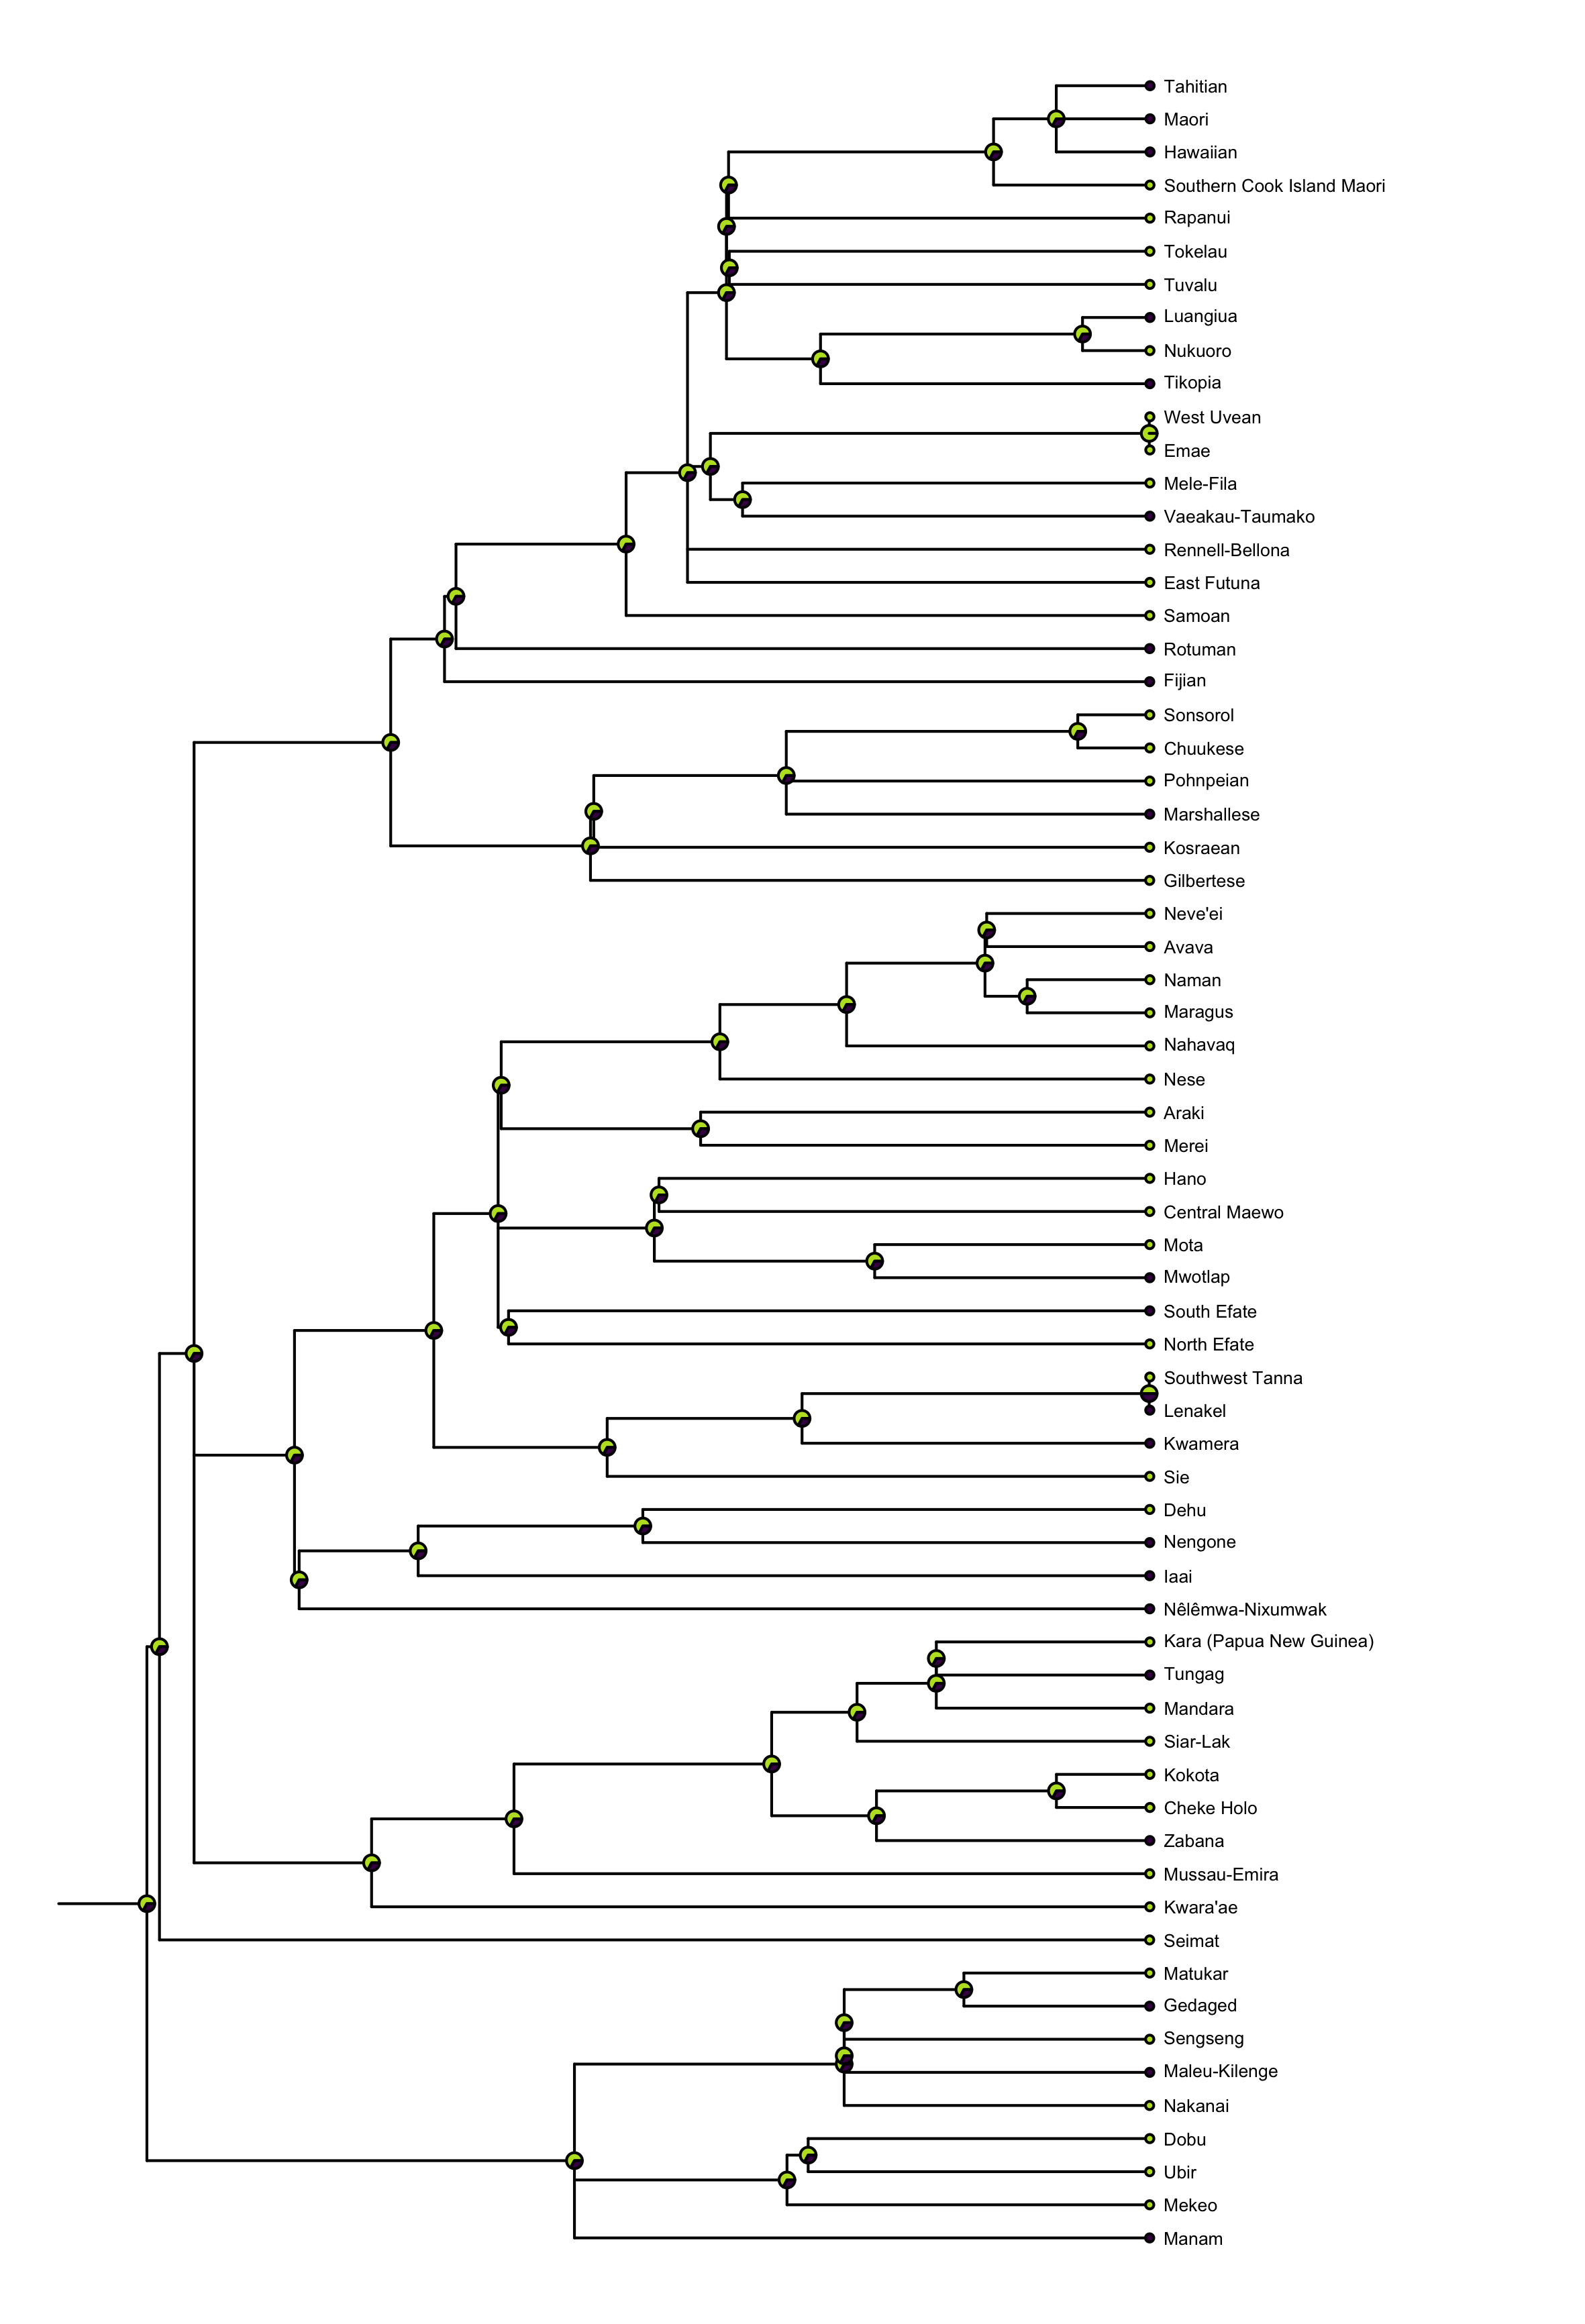 Tahitian
Maori
Hawaiian
Southern Cook Island Maori
Rapanui
Tokelau
Tuvalu
Luangiua
Nukuoro
Tikopia
West Uvean
Emae
Mele-Fila
Vaeakau-Taumako
Rennell-Bellona
East Futuna
Samoan
Rotuman
Fijian
Sonsorol
Chuukese
Pohnpeian
Marshallese
Kosraean
Gilbertese
Neve'ei
Avava
Naman
Maragus
Nahavaq
Nese
Araki
Merei
Hano
Central Maewo
Mota
Mwotlap
South Efate
North Efate
Southwest Tanna
Lenakel
Kwamera
Sie
Dehu
Nengone
Iaai
Nêlêmwa-Nixumwak
Kara (Papua New Guinea)
Tungag
Mandara
Siar-Lak
Kokota
Cheke Holo
Zabana
Mussau-Emira
Kwara'ae
Seimat
Matukar
Gedaged
Sengseng
Maleu-Kilenge
Nakanai
Dobu
Ubir
Mekeo
Manam